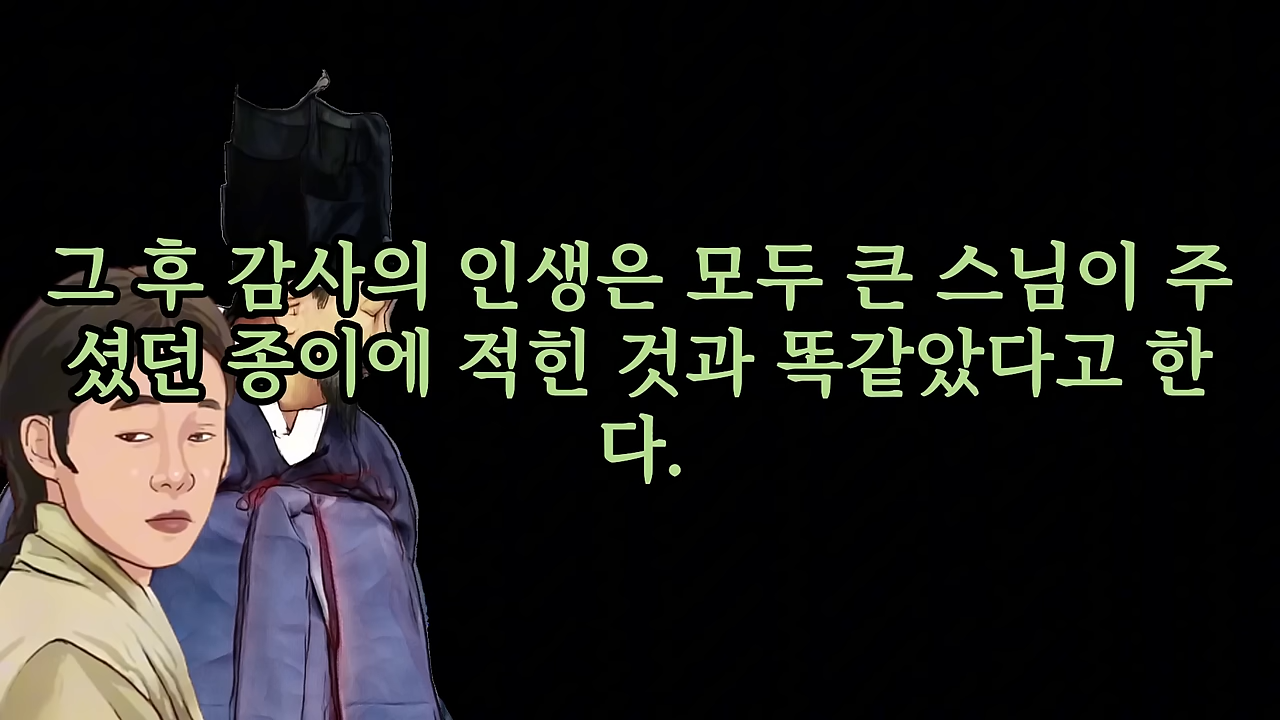 그 후 감사의 인생은 모두 큰 스님이 주
셨던 종이에 적힌 것과 똑같았다고 한
다.